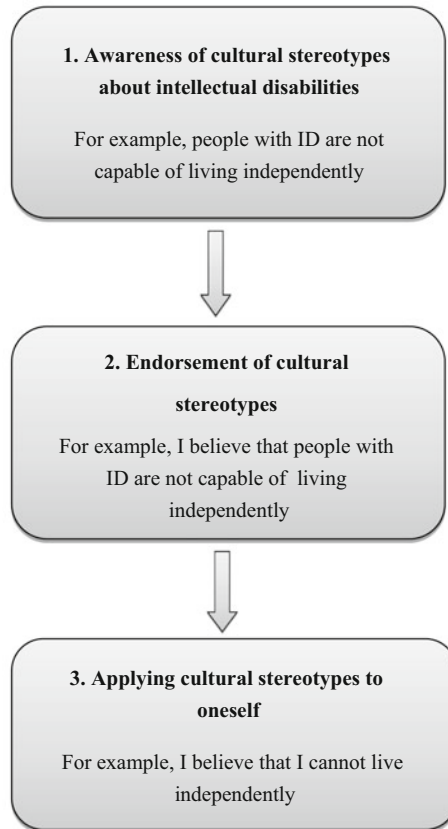 1. Awareness of cultural stereotypes
about intellectual disabilities
For example, people with ID are not
capable of living independently
2. Endorsement of cultural
stereotypes
For example, I believe that people with
ID are not capable of living
independently
3. Applying cultural stereotypes to
oneself
For example, I believe that I cannot live
independently